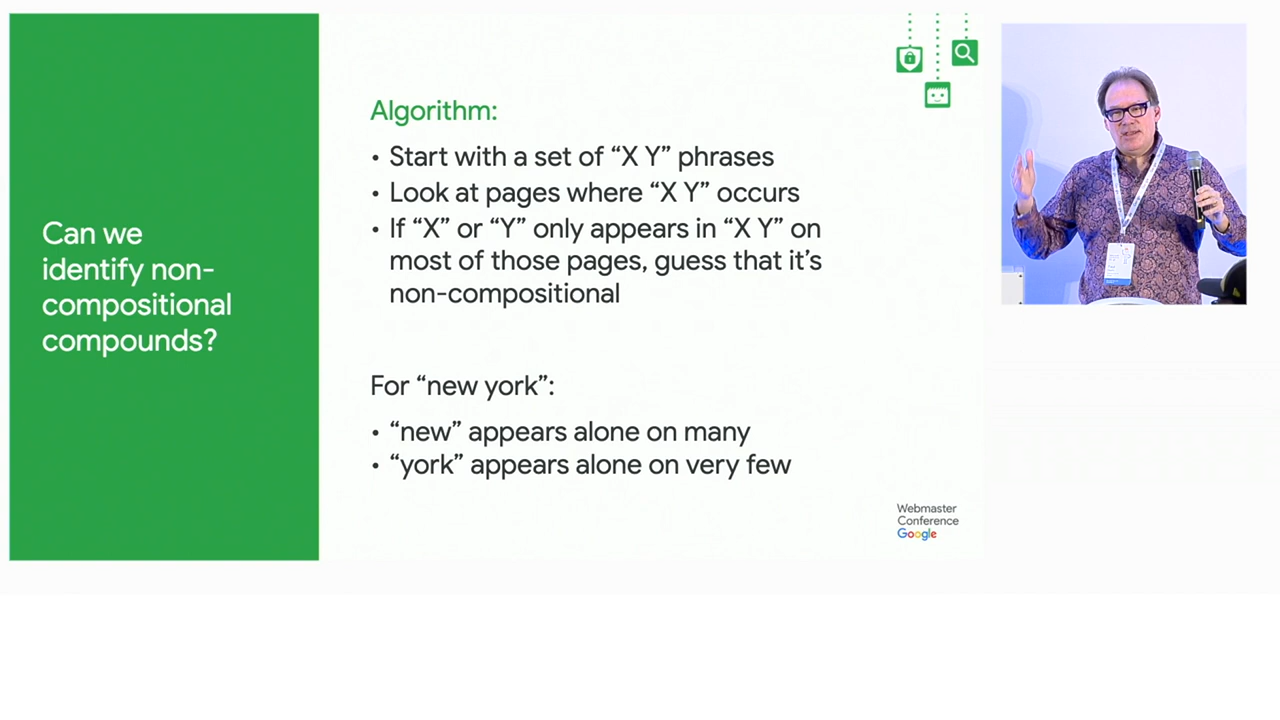 Can we
identify non-
compositional
compounds?
Algorithm:
• Start with a set of “X Y” phrases
• Look at pages where “X Y” occurs
• If “X” or “Y” only appears in “X Y” on
most of those pages, guess that it’s
non-compositional
For “new york”:
• “new” appears alone on many
• “york” appears alone on very few
Webmaster
Conference
Google